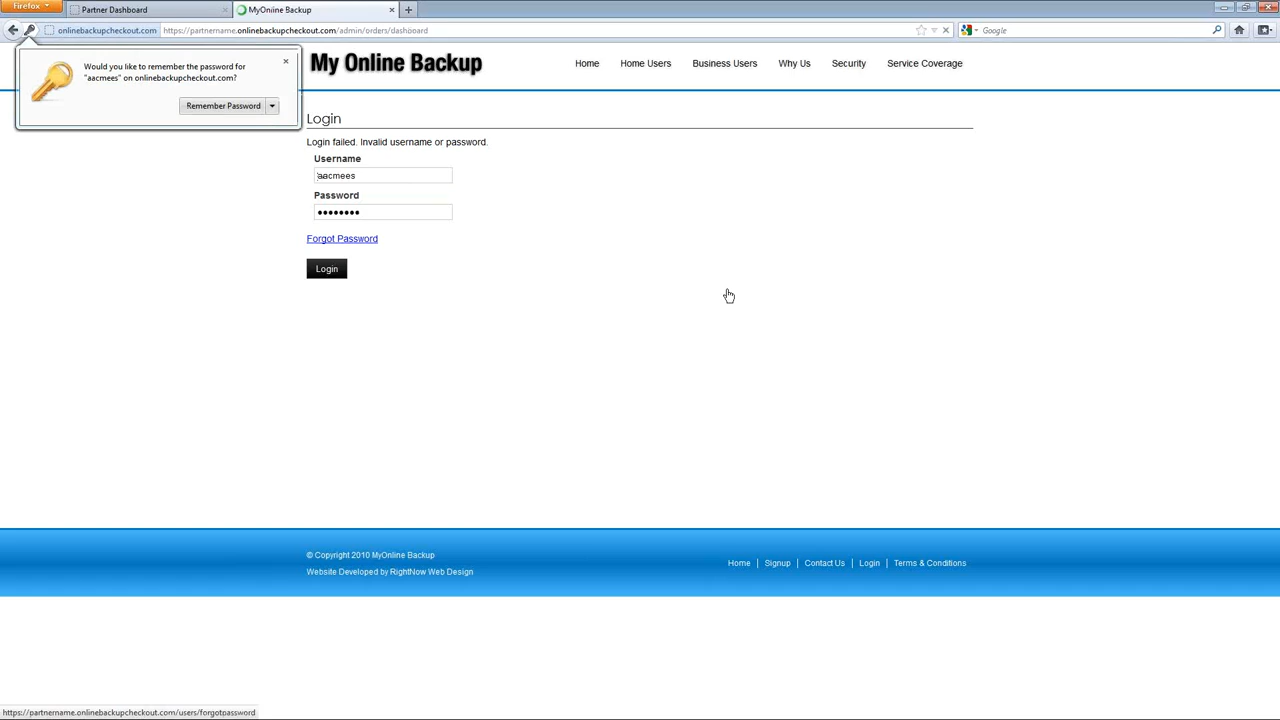 Firefox
Partner Dashboard
MyOnline Backup
onlinebackupcheckout.com
https://partnername.onlinebackupcheckout.com/admin/orders/dashboard
Google
Would you like to remember the password for
"aacmees" on onlinebackupcheckout.com?
Remember Password
My Online Backup
Home
Home Users
Business Users
Why Us
Security
Service Coverage
Login
Login failed. Invalid username or password.
Username
'aacmees
Password
Forgot Password
Login
© Copyright 2010 MyOnline Backup
Website Developed by RightNow Web Design
Home
Signup
Contact Us
Login
Terms & Conditions
https://partnername.onlinebackupcheckout.com/users/forgotpassword